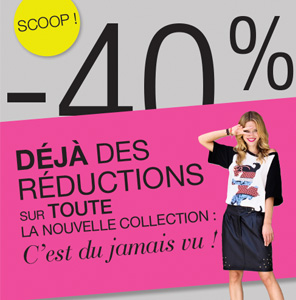 SCOOP !
-40%
DÉJÀ DES
RÉDUCTIONS
SUR TOUTE
LA NOUVELLE COLLECTION :
C'est du jamais vu !